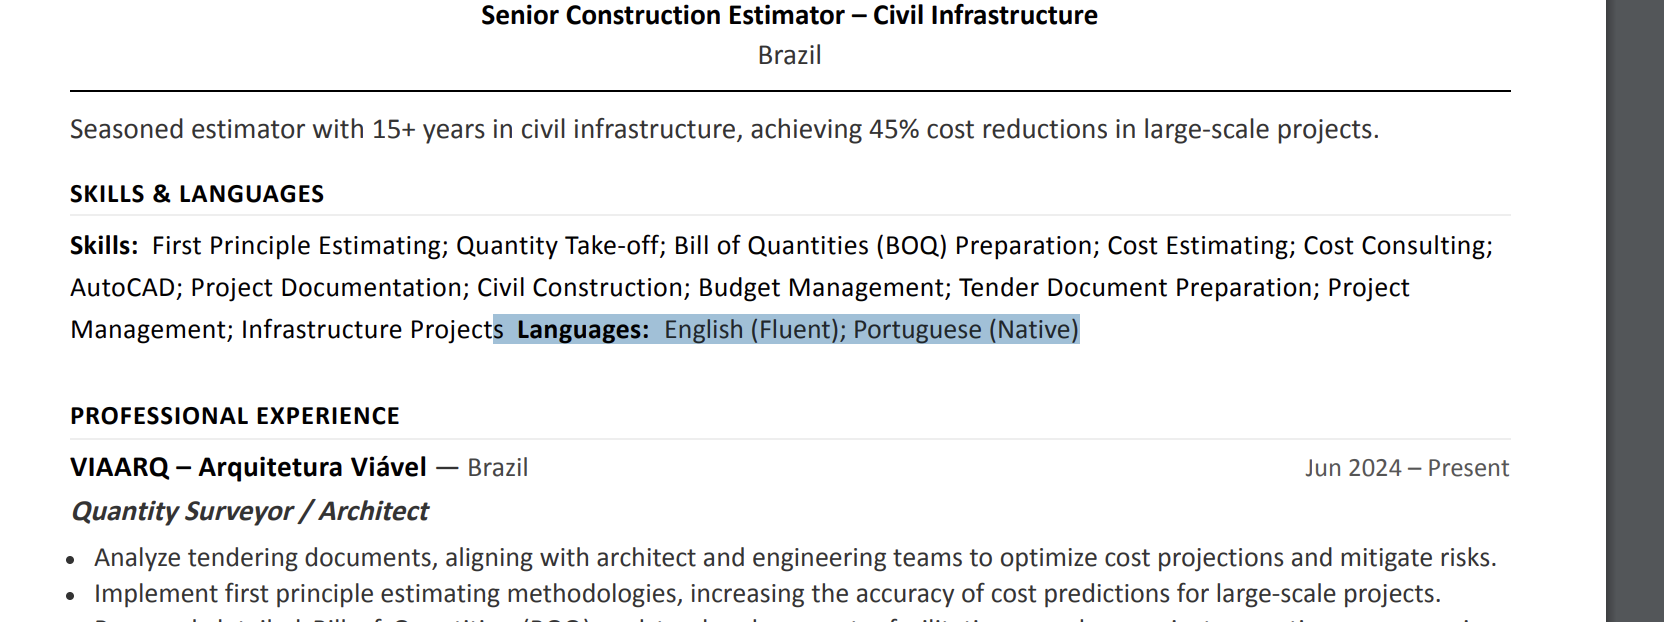 Senior Construction Estimator – Civil Infrastructure
Brazil
Seasoned estimator with 15+ years in civil infrastructure, achieving 45% cost reductions in large-scale projects.
SKILLS & LANGUAGES
Skills: First Principle Estimating; Quantity Take-off; Bill of Quantities (BOQ) Preparation; Cost Estimating; Cost Consulting;
AutoCAD; Project Documentation; Civil Construction; Budget Management; Tender Document Preparation; Project
Management; Infrastructure Projects Languages: English (Fluent); Portuguese (Native)
PROFESSIONAL EXPERIENCE
VIAARQ – Arquitetura Viável — Brazil Jun 2024 – Present
Quantity Surveyor / Architect
• Analyze tendering documents, aligning with architect and engineering teams to optimize cost projections and mitigate risks.
• Implement first principle estimating methodologies, increasing the accuracy of cost predictions for large-scale projects.